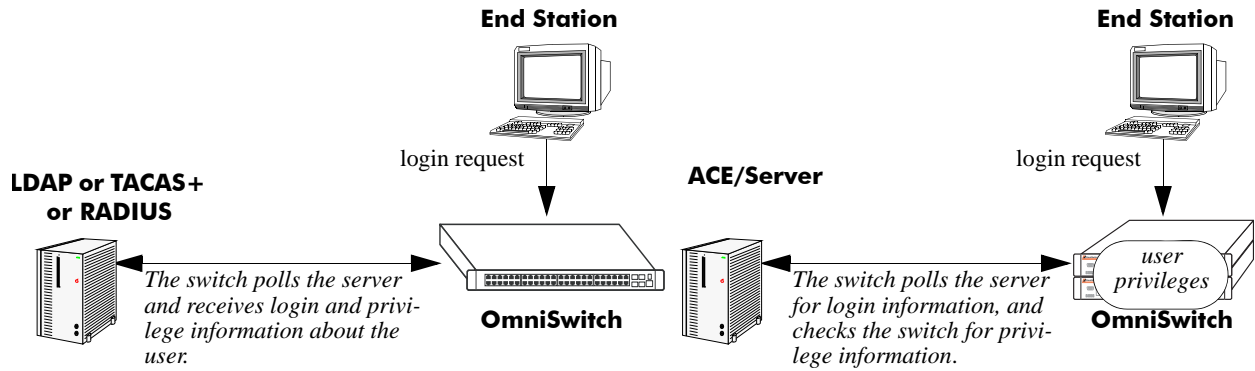 End Station
login request
LDAP or TACAS+
or RADIUS
The switch polls the server
and receives login and privi-
lege information about the
user.
OmniSwitch
End Station
login request
ACE/Server
The switch polls the server
for login information, and
checks the switch for privi-
lege information.
user
privileges
OmniSwitch